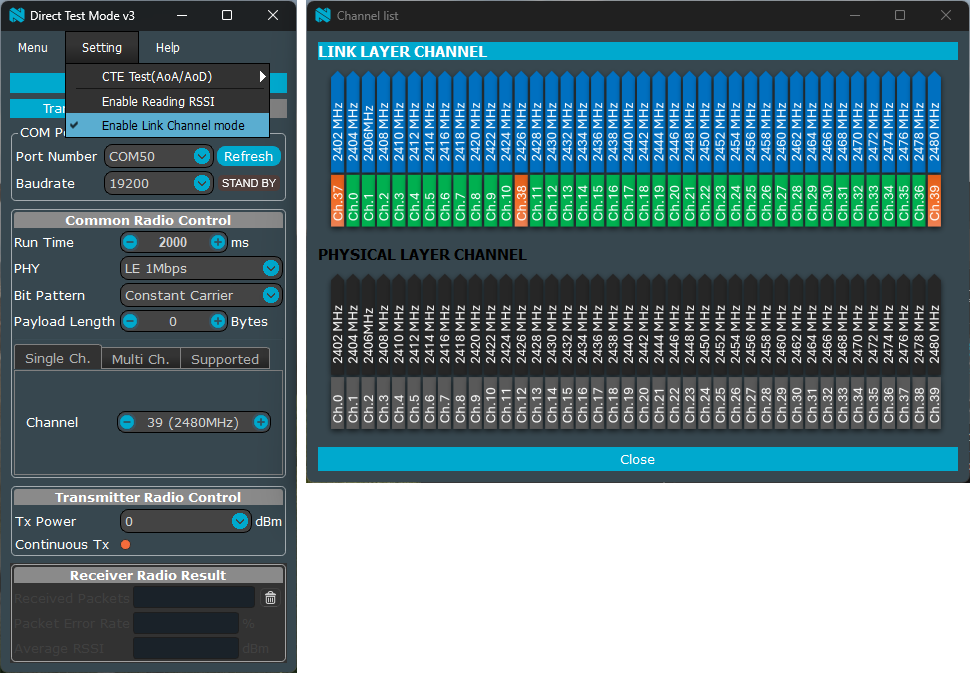 Direct Test Mode v3
Menu Setting Help
CTE Test(AoA/AoD)
Enable Reading RSSI
Enable Link Channel mode
Port Number COM50 Refresh
Baudrate 19200 STAND BY
Common Radio Control
Run Time 2000 ms
PHY LE 1Mbps
Bit Pattern Constant Carrier
Payload Length 0 Bytes
Single Ch. Multi Ch. Supported
Channel 39 (2480MHz)
Transmitter Radio Control
Tx Power 0 dBm
Continuous Tx
Receiver Radio Result
Received Packets
Packet Error Rate %
Average RSSI dBm
Channel list
LINK LAYER CHANNEL
2402 MHz 2404 MHz 2406MHz 2408 MHz 2410 MHz 2412 MHz 2414 MHz 2416 MHz 2418 MHz 2420 MHz 2422 MHz 2424 MHz 2426 MHz 2428 MHz 2430 MHz 2432 MHz 2434 MHz 2436 MHz 2438 MHz 2440 MHz 2442 MHz 2444 MHz 2446 MHz 2448 MHz 2450 MHz 2452 MHz 2454 MHz 2456 MHz 2458 MHz 2460 MHz 2462 MHz 2464 MHz 2466 MHz 2468 MHz 2470 MHz 2472 MHz 2474 MHz 2476 MHz 2478 MHz 2480 MHz
Ch.37 Ch.0 Ch.1 Ch.2 Ch.3 Ch.4 Ch.5 Ch.6 Ch.7 Ch.8 Ch.9 Ch.10 Ch.38 Ch.11 Ch.12 Ch.13 Ch.14 Ch.15 Ch.16 Ch.17 Ch.18 Ch.19 Ch.20 Ch.21 Ch.22 Ch.23 Ch.24 Ch.25 Ch.26 Ch.27 Ch.28 Ch.29 Ch.30 Ch.31 Ch.32 Ch.33 Ch.34 Ch.35 Ch.36 Ch.39
PHYSICAL LAYER CHANNEL
2402 MHz 2404 MHz 2406MHz 2408 MHz 2410 MHz 2412 MHz 2414 MHz 2416 MHz 2418 MHz 2420 MHz 2422 MHz 2424 MHz 2426 MHz 2428 MHz 2430 MHz 2432 MHz 2434 MHz 2436 MHz 2438 MHz 2440 MHz 2442 MHz 2444 MHz 2446 MHz 2448 MHz 2450 MHz 2452 MHz 2454 MHz 2456 MHz 2458 MHz 2460 MHz 2462 MHz 2464 MHz 2466 MHz 2468 MHz 2470 MHz 2472 MHz 2474 MHz 2476 MHz 2478 MHz 2480 MHz
Ch.0 Ch.1 Ch.2 Ch.3 Ch.4 Ch.5 Ch.6 Ch.7 Ch.8 Ch.9 Ch.10 Ch.11 Ch.12 Ch.13 Ch.14 Ch.15 Ch.16 Ch.17 Ch.18 Ch.19 Ch.20 Ch.21 Ch.22 Ch.23 Ch.24 Ch.25 Ch.26 Ch.27 Ch.28 Ch.29 Ch.30 Ch.31 Ch.32 Ch.33 Ch.34 Ch.35 Ch.36 Ch.37 Ch.38 Ch.39
Close